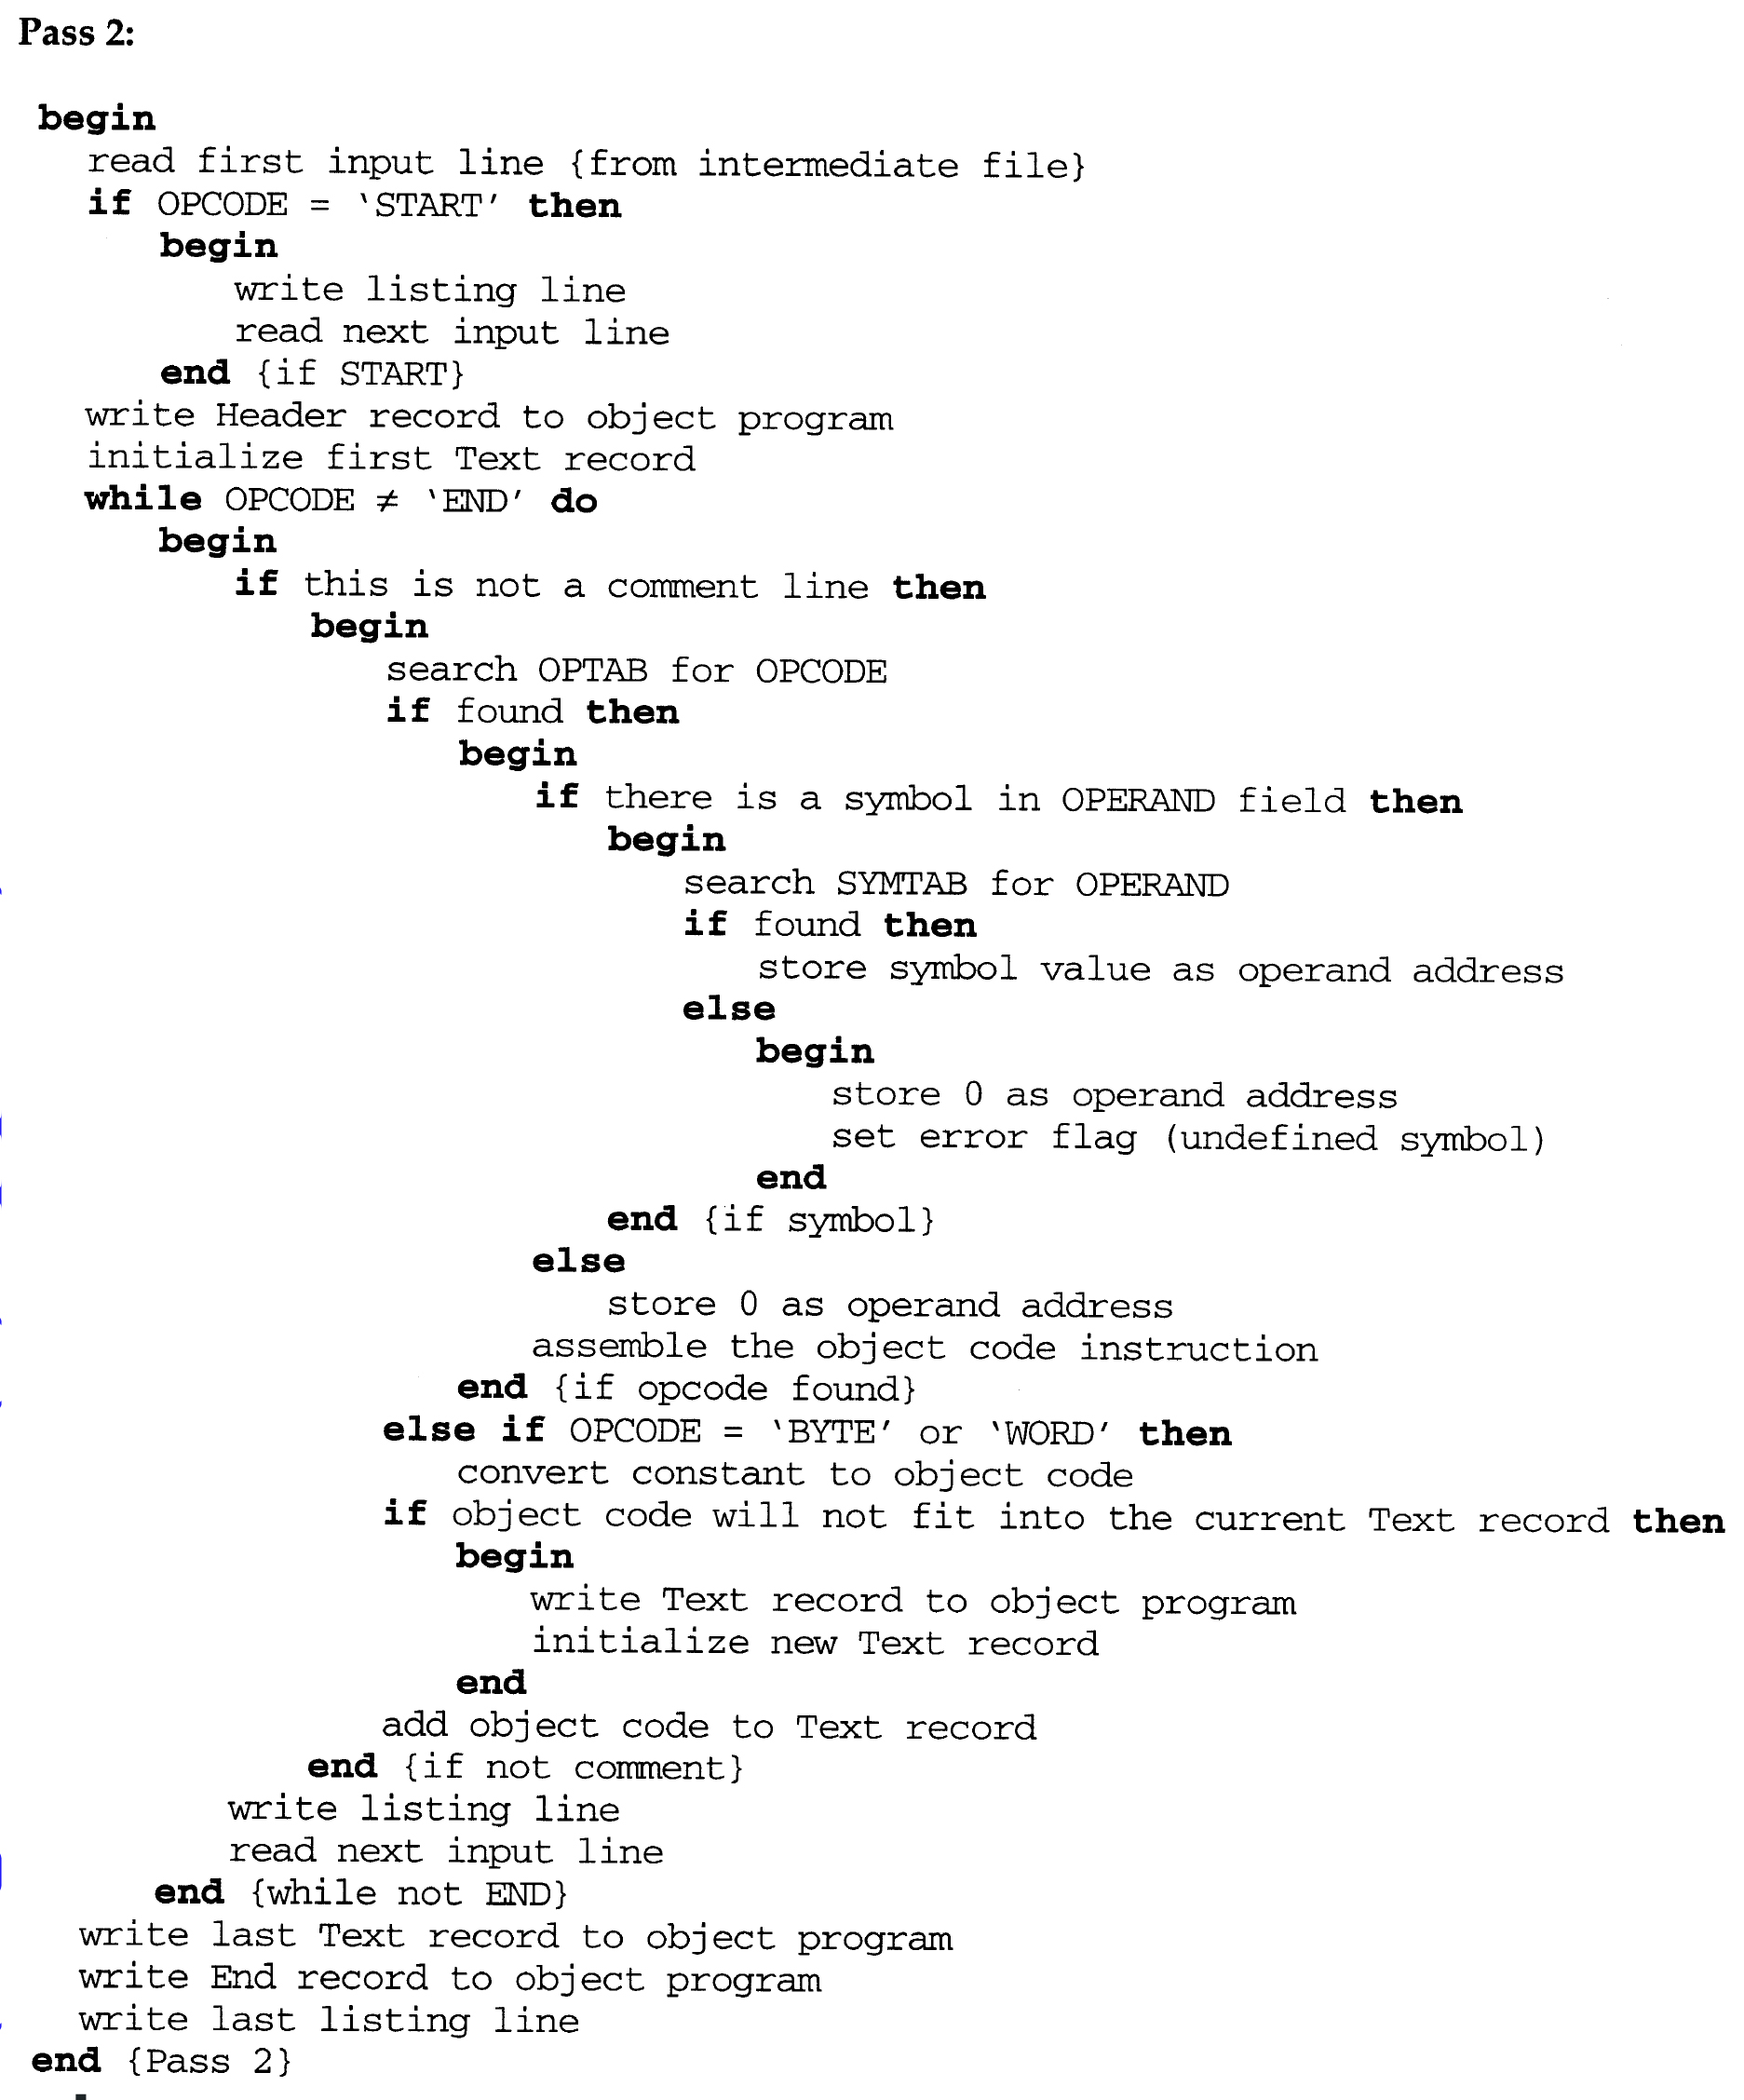 Pass 2:
begin
read first input line {from intermediate file}
if OPCODE = 'START' then
begin
write listing line
read next input line
end {if START}
write Header record to object program
initialize first Text record
while OPCODE ≠ 'END' do
begin
if this is not a comment line then
begin
search OPTAB for OPCODE
if found then
begin
if there is a symbol in OPERAND field then
begin
search SYMTAB for OPERAND
if found then
store symbol value as operand address
else
begin
store 0 as operand address
set error flag (undefined symbol)
end
end {if symbol}
else
store 0 as operand address
assemble the object code instruction
end {if opcode found}
else if OPCODE = 'BYTE' or 'WORD' then
convert constant to object code
if object code will not fit into the current Text record then
begin
write Text record to object program
initialize new Text record
end
add object code to Text record
end {if not comment}
write listing line
read next input line
end {while not END}
write last Text record to object program
write End record to object program
write last listing line
end {Pass 2}